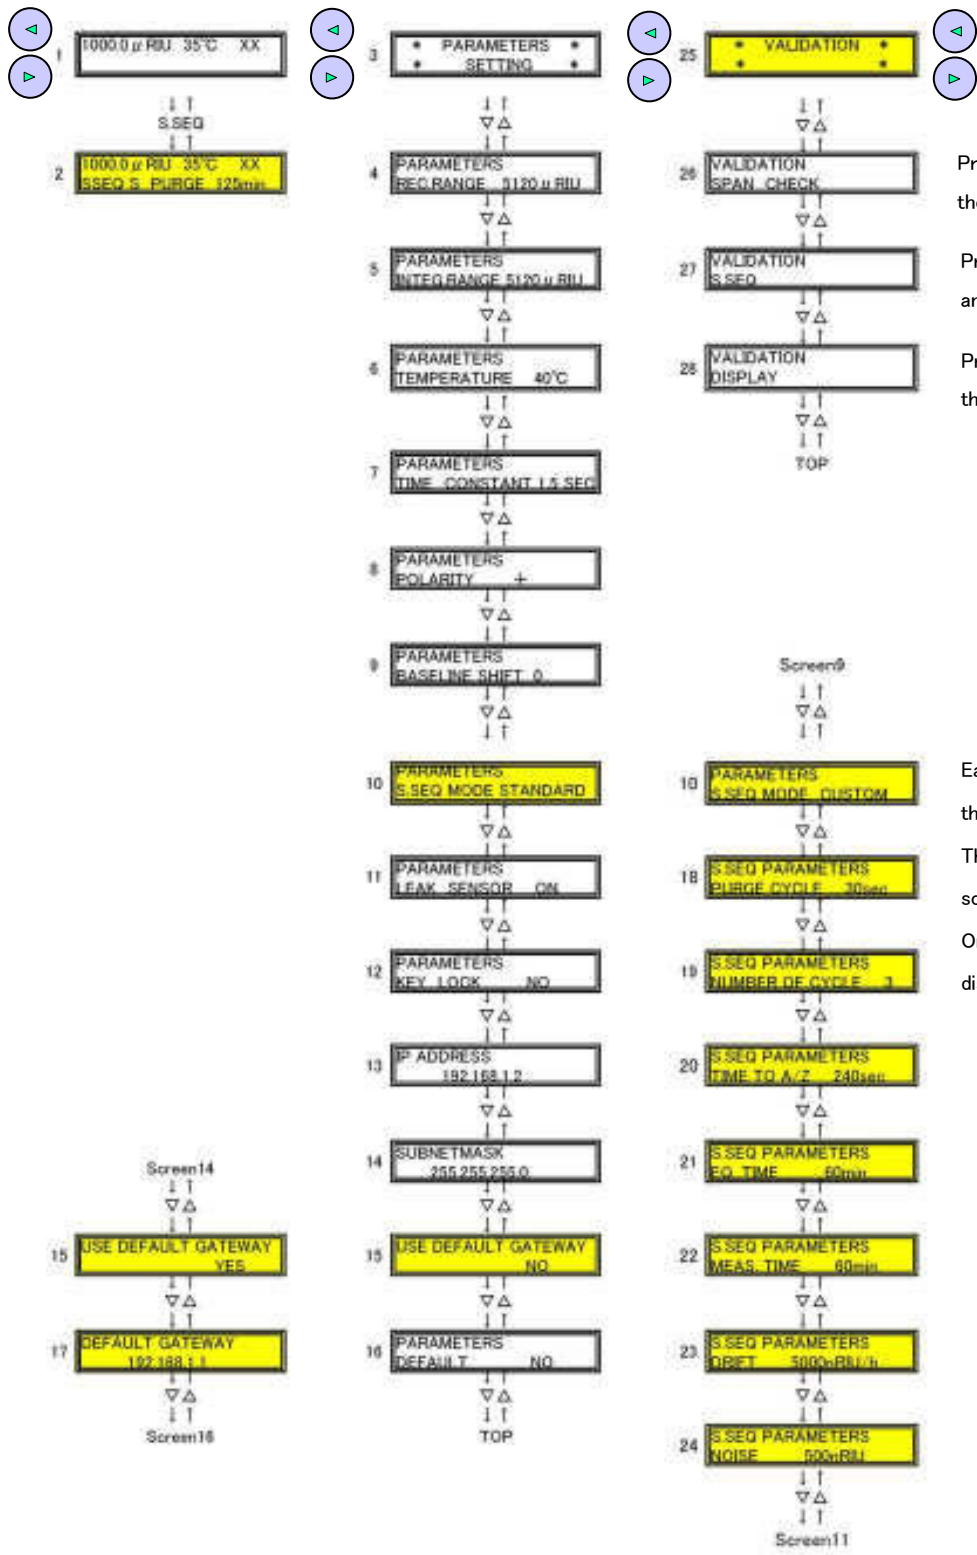 1
1000.0 μ RIU 35℃ XX
S.SEQ
2
1000.0 μ RIU 35℃ XX
SSEQ S. PURGE 125min
Screen14
15
USE DEFAULT GATEWAY
YES
17
DEFAULT GATEWAY
192.168.1.1
Screen16
3
* PARAMETERS *
* SETTING *
4
PARAMETERS
REC.RANGE 5120 μ RIU
5
PARAMETERS
INTEG.RANGE 5120 μ RIU
6
PARAMETERS
TEMPERATURE 40℃
7
PARAMETERS
TIME CONSTANT 1.5 SEC
8
PARAMETERS
POLARITY +
9
PARAMETERS
BASELINE SHIFT 0
10
PARAMETERS
S.SEQ MODE STANDARD
11
PARAMETERS
LEAK SENSOR ON
12
PARAMETERS
KEY LOCK NO
13
IP ADDRESS
192.168.1.2
14
SUBNETMASK
255.255.255.0
15
USE DEFAULT GATEWAY
NO
16
PARAMETERS
DEFAULT NO
TOP
25
* VALIDATION *
* *
26
VALIDATION
SPAN CHECK
27
VALIDATION
S.SEQ
28
VALIDATION
DISPLAY
TOP
Screen9
10
PARAMETERS
S.SEQ MODE CUSTOM
18
S.SEQ PARAMETERS
PURGE CYCLE 30sec
19
S.SEQ PARAMETERS
NUMBER OF CYCLE 3
20
S.SEQ PARAMETERS
TIME TO A/Z 240sec
21
S.SEQ PARAMETERS
EQ. TIME 60min
22
S.SEQ PARAMETERS
MEAS. TIME 60min
23
S.SEQ PARAMETERS
DRIFT 5000nRIU/h
24
S.SEQ PARAMETERS
NOISE 500nRIU
Screen11